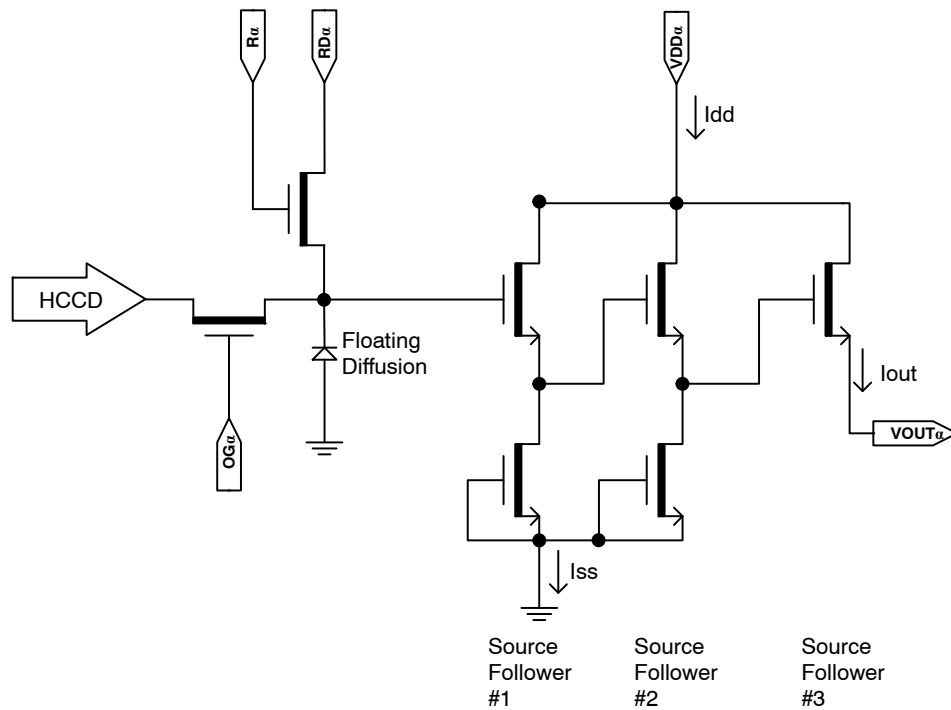 Rα
RDα
VDDα
Idd
HCCD
Floating
Diffusion
Iout
VOUTα
OGα
Iss
Source
Follower
#1
Source
Follower
#2
Source
Follower
#3